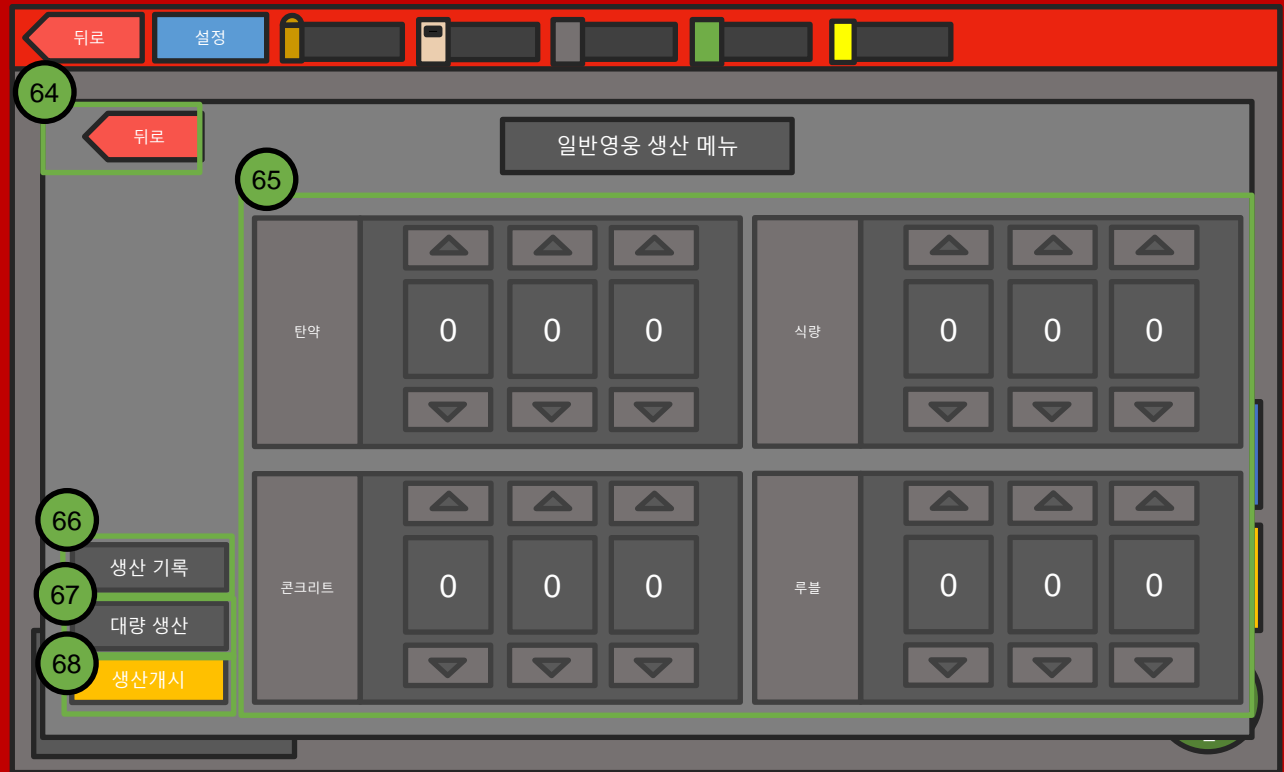 뒤로
설정
64
뒤로
일반영웅 생산 메뉴
65
탄약
0 0 0
식량
0 0 0
66
생산 기록
67
대량 생산
68
생산개시
콘크리트
0 0 0
루블
0 0 0